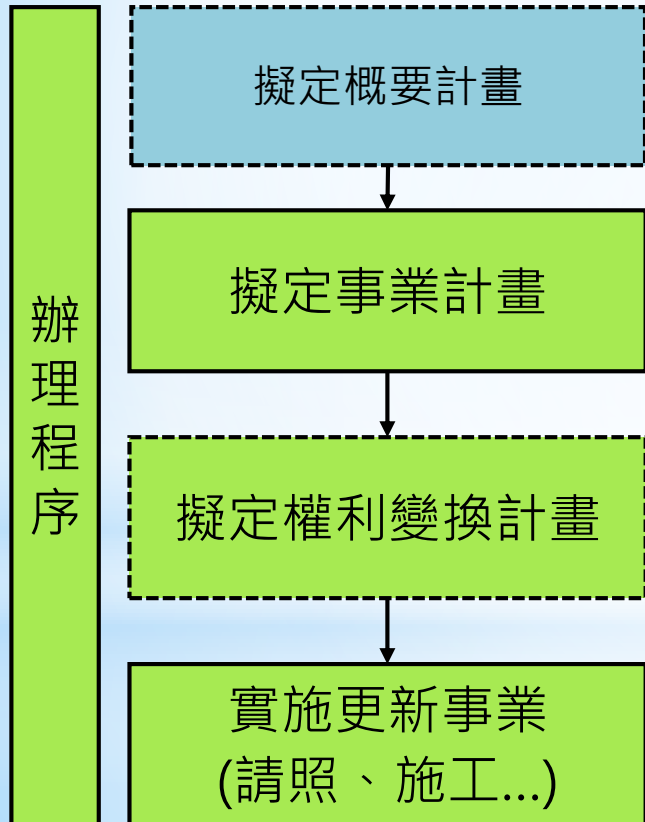 辦理程序
擬定概要計畫
擬定事業計畫
擬定權利變換計畫
實施更新事業
(請照、施工...)